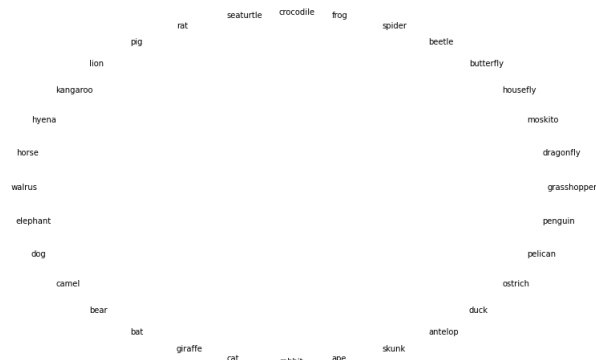 crocodile
seaturtle
frog
rat
spider
pig
beetle
lion
butterfly
kangaroo
housefly
hyena
moskito
horse
dragonfly
walrus
grasshopper
elephant
penguin
dog
pelican
camel
ostrich
bear
duck
bat
antelop
giraffe
skunk
cat
ape
rabbit